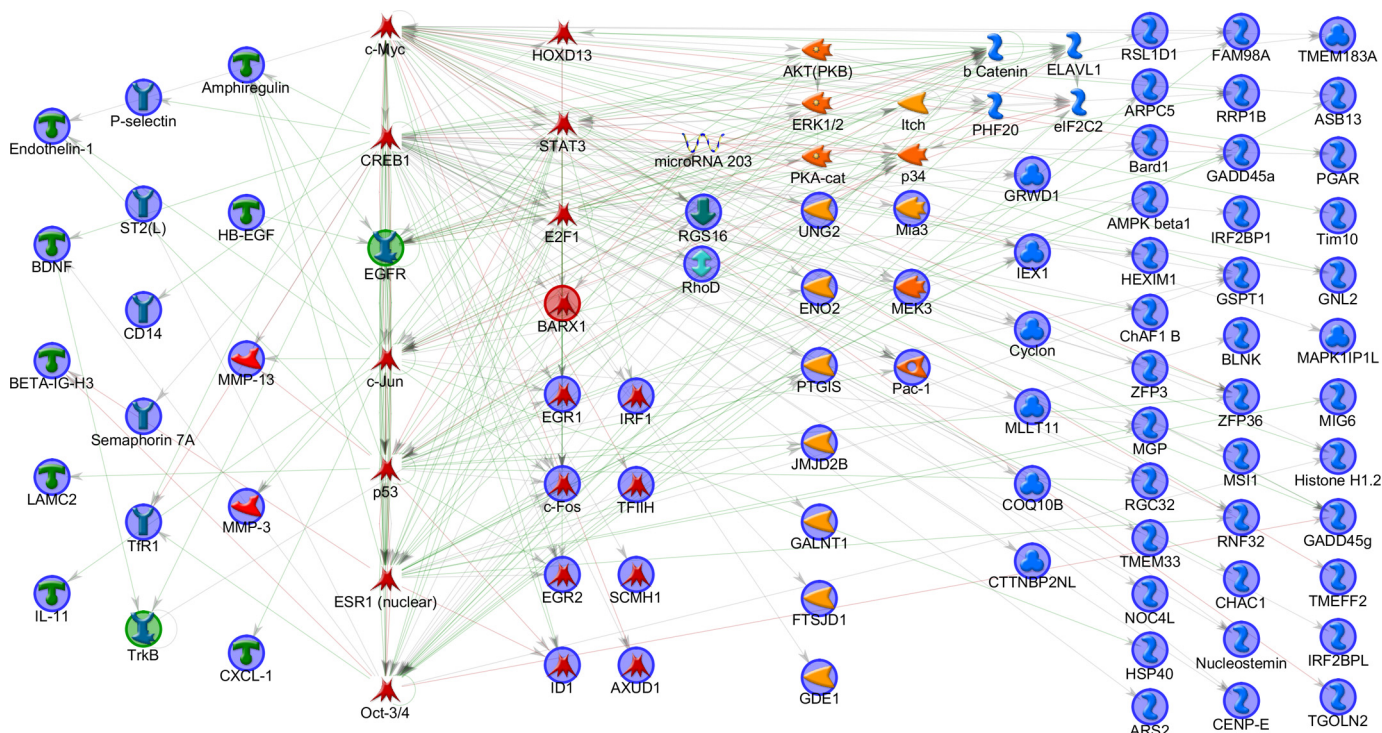 c-Myc
HOXD13
AKT(PKB)
b Catenin
ELAVL1
RSL1D1
FAM98A
TMEM183A
Amphiregulin
P-selectin
Endothelin-1
CREB1
STAT3
ERK1/2
Itch
PHF20
eIF2C2
ARPC5
RRP1B
ASB13
microRNA 203
PKA-cat
p34
Bard1
GADD45a
PGAR
GRWD1
ST2(L)
HB-EGF
E2F1
RGS16
UNG2
Mia3
AMPK beta1
IRF2BP1
Tim10
BDNF
EGFR
RhoD
IEX1
HEXIM1
GSPT1
GNL2
CD14
BARX1
ENO2
MEK3
Cyclon
ChAF1 B
BLNK
MAPK1IP1L
BETA-IG-H3
MMP-13
c-Jun
PTGIS
Pac-1
ZFP3
EGR1
IRF1
MLLT11
ZFP36
MIG6
Semaphorin 7A
MGP
JMJD2B
MSI1
Histone H1.2
LAMC2
p53
c-Fos
TFIIH
COQ10B
RGC32
MMP-3
TfR1
GALNT1
RNF32
GADD45g
TMEM33
CTTNBP2NL
IL-11
ESR1 (nuclear)
EGR2
SCMH1
CHAC1
TMEFF2
FTSJD1
NOC4L
TrkB
CXCL-1
ID1
AXUD1
HSP40
Nucleostemin
IRF2BPL
GDE1
Oct-3/4
ARS2
CENP-E
TGOLN2